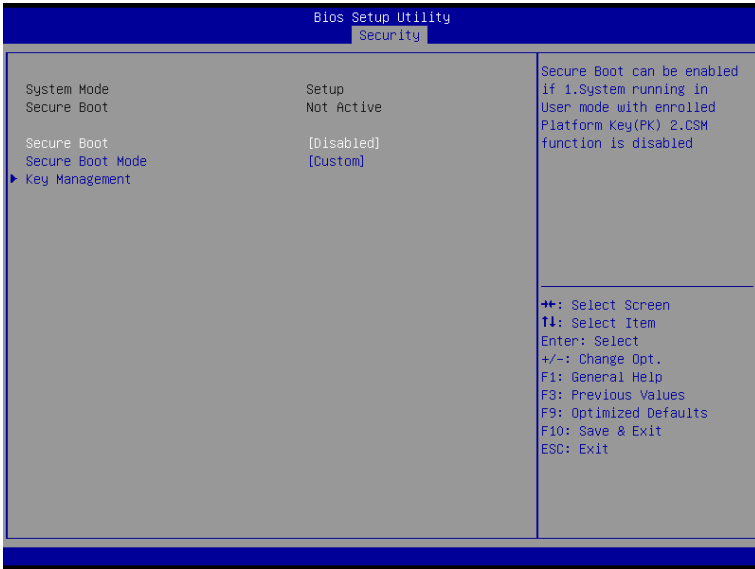 Bios Setup Utility
Security
System Mode Setup
Secure Boot Not Active
Secure Boot [Disabled]
Secure Boot Mode [Custom]
Key Management
Secure Boot can be enabled
if 1.System running in
User mode with enrolled
Platform Key(PK) 2.CSM
function is disabled
→←: Select Screen
↑↓: Select Item
Enter: Select
+/-: Change Opt.
F1: General Help
F3: Previous Values
F9: Optimized Defaults
F10: Save & Exit
ESC: Exit